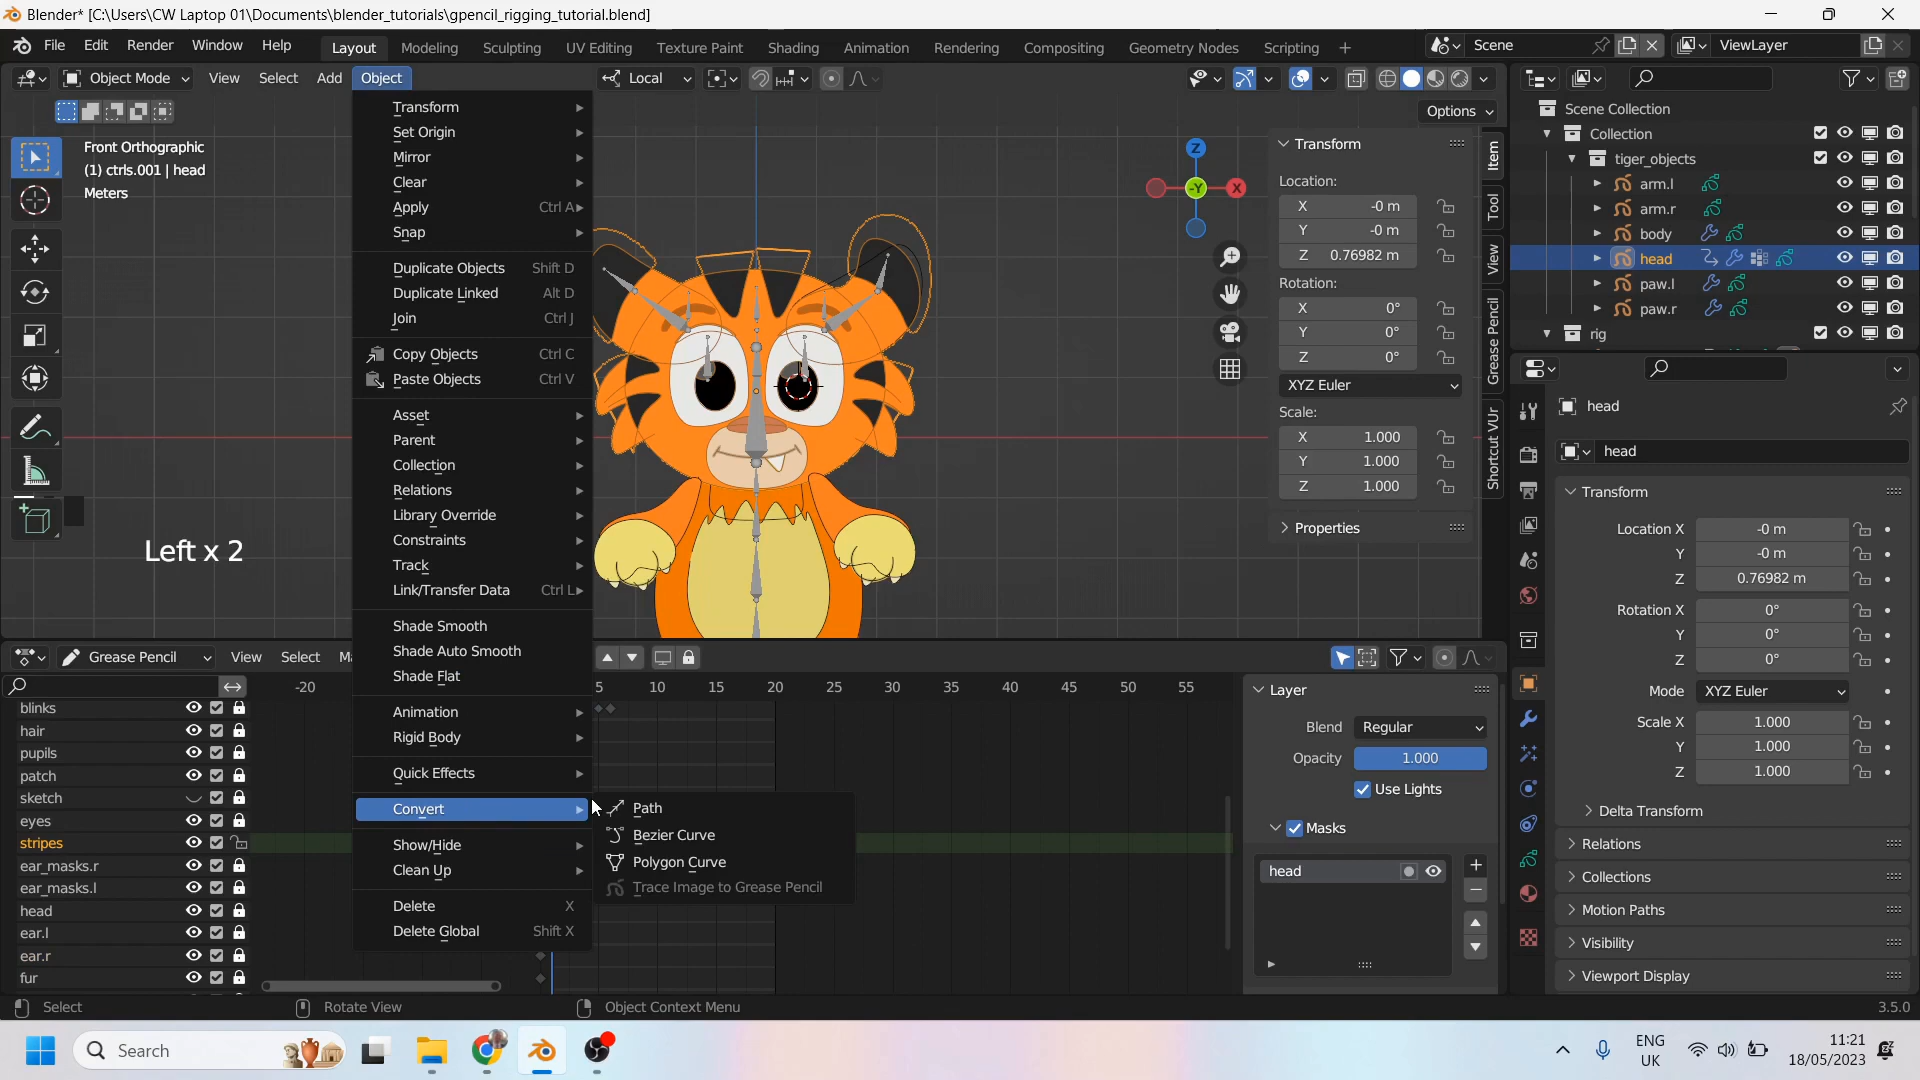 Blender* [C:\Users\CW Laptop 01\Documents\blender_tutorials\gpencil_rigging_tutorial.blend]
File Edit Render Window Help Layout Modeling Sculpting UV Editing Texture Paint Shading Animation Rendering Compositing Geometry Nodes Scripting + Scene ViewLayer
Object Mode View Select Add Object Local
Options
Front Orthographic
(1) ctrls.001 | head
Meters
Left x 2
Transform
Set Origin
Mirror
Clear
Apply Ctrl A
Snap
Duplicate Objects Shift D
Duplicate Linked Alt D
Join Ctrl J
Copy Objects Ctrl C
Paste Objects Ctrl V
Asset
Parent
Collection
Relations
Library Override
Constraints
Track
Link/Transfer Data Ctrl L
Shade Smooth
Shade Auto Smooth
Shade Flat
Animation
Rigid Body
Quick Effects
Convert
Show/Hide
Clean Up
Delete X
Delete Global Shift X
Path
Bezier Curve
Polygon Curve
Trace Image to Grease Pencil
Z
-Y
X
Transform
Location:
X -0 m
Y -0 m
Z 0.76982 m
Rotation:
X 0°
Y 0°
Z 0°
XYZ Euler
Scale:
X 1.000
Y 1.000
Z 1.000
Properties
Item
Tool
View
Grease Pencil
Shortcut VUr
Scene Collection
Collection
tiger_objects
arm.l
arm.r
body
head
paw.l
paw.r
rig
head
head
Transform
Location X -0 m
Y -0 m
Z 0.76982 m
Rotation X 0°
Y 0°
Z 0°
Mode XYZ Euler
Scale X 1.000
Y 1.000
Z 1.000
Delta Transform
Relations
Collections
Motion Paths
Visibility
Viewport Display
Grease Pencil View Select Ma
-20 5 10 15 20 25 30 35 40 45 50 55
blinks
hair
pupils
patch
sketch
eyes
stripes
ear_masks.r
ear_masks.l
head
ear.l
ear.r
fur
Layer
Blend Regular
Opacity 1.000
Use Lights
Masks
head
Select Rotate View Object Context Menu 3.5.0
Search
ENG
UK
11:21
18/05/2023